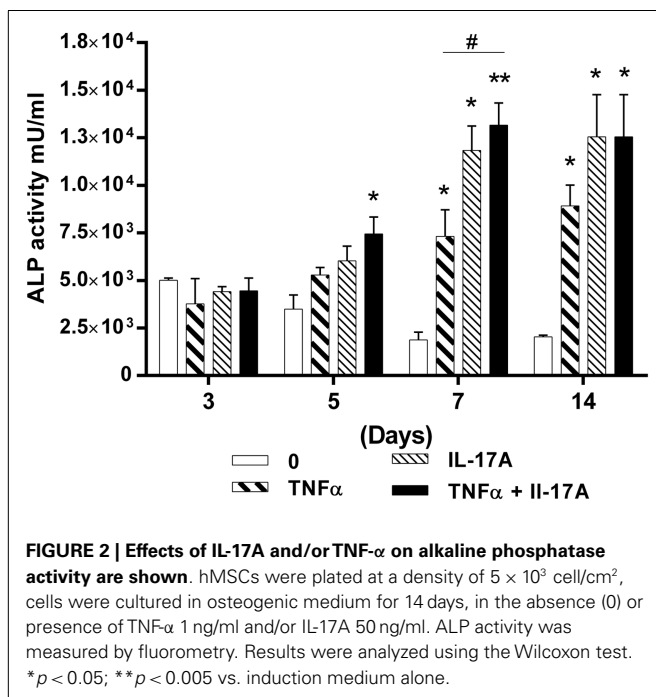 ALP activity mU/ml
1.8×10⁴
1.5×10⁴
1.3×10⁴
1.0×10⁴
7.5×10³
5.0×10³
2.5×10³
0
*
*
*
**
#
*
*
*
3 5 7 14
(Days)
0 IL-17A
TNFα TNFα + Il-17A
FIGURE 2 | Effects of IL-17A and/or TNF-α on alkaline phosphatase
activity are shown. hMSCs were plated at a density of 5 × 10³ cell/cm²,
cells were cultured in osteogenic medium for 14 days, in the absence (0) or
presence of TNF-α 1 ng/ml and/or IL-17A 50 ng/ml. ALP activity was
measured by fluorometry. Results were analyzed using the Wilcoxon test.
*p < 0.05; **p < 0.005 vs. induction medium alone.